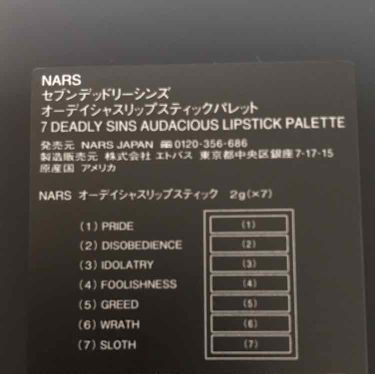 NARS
セブンデッドリーシンズ
オーデイシャスリップスティックパレット
7 DEADLY SINS AUDACIOUS LIPSTICK PALETTE
発売元 NARS JAPAN 0120-356-686
製造販売元 株式会社 エトバス 東京都中央区銀座7-17-15
原産国 アメリカ
NARS オーデイシャスリップスティック 2g(×7)
(1) PRIDE (1)
(2) DISOBEDIENCE (2)
(3) IDOLATRY (3)
(4) FOOLISHNESS (4)
(5) GREED (5)
(6) WRATH (6)
(7) SLOTH (7)